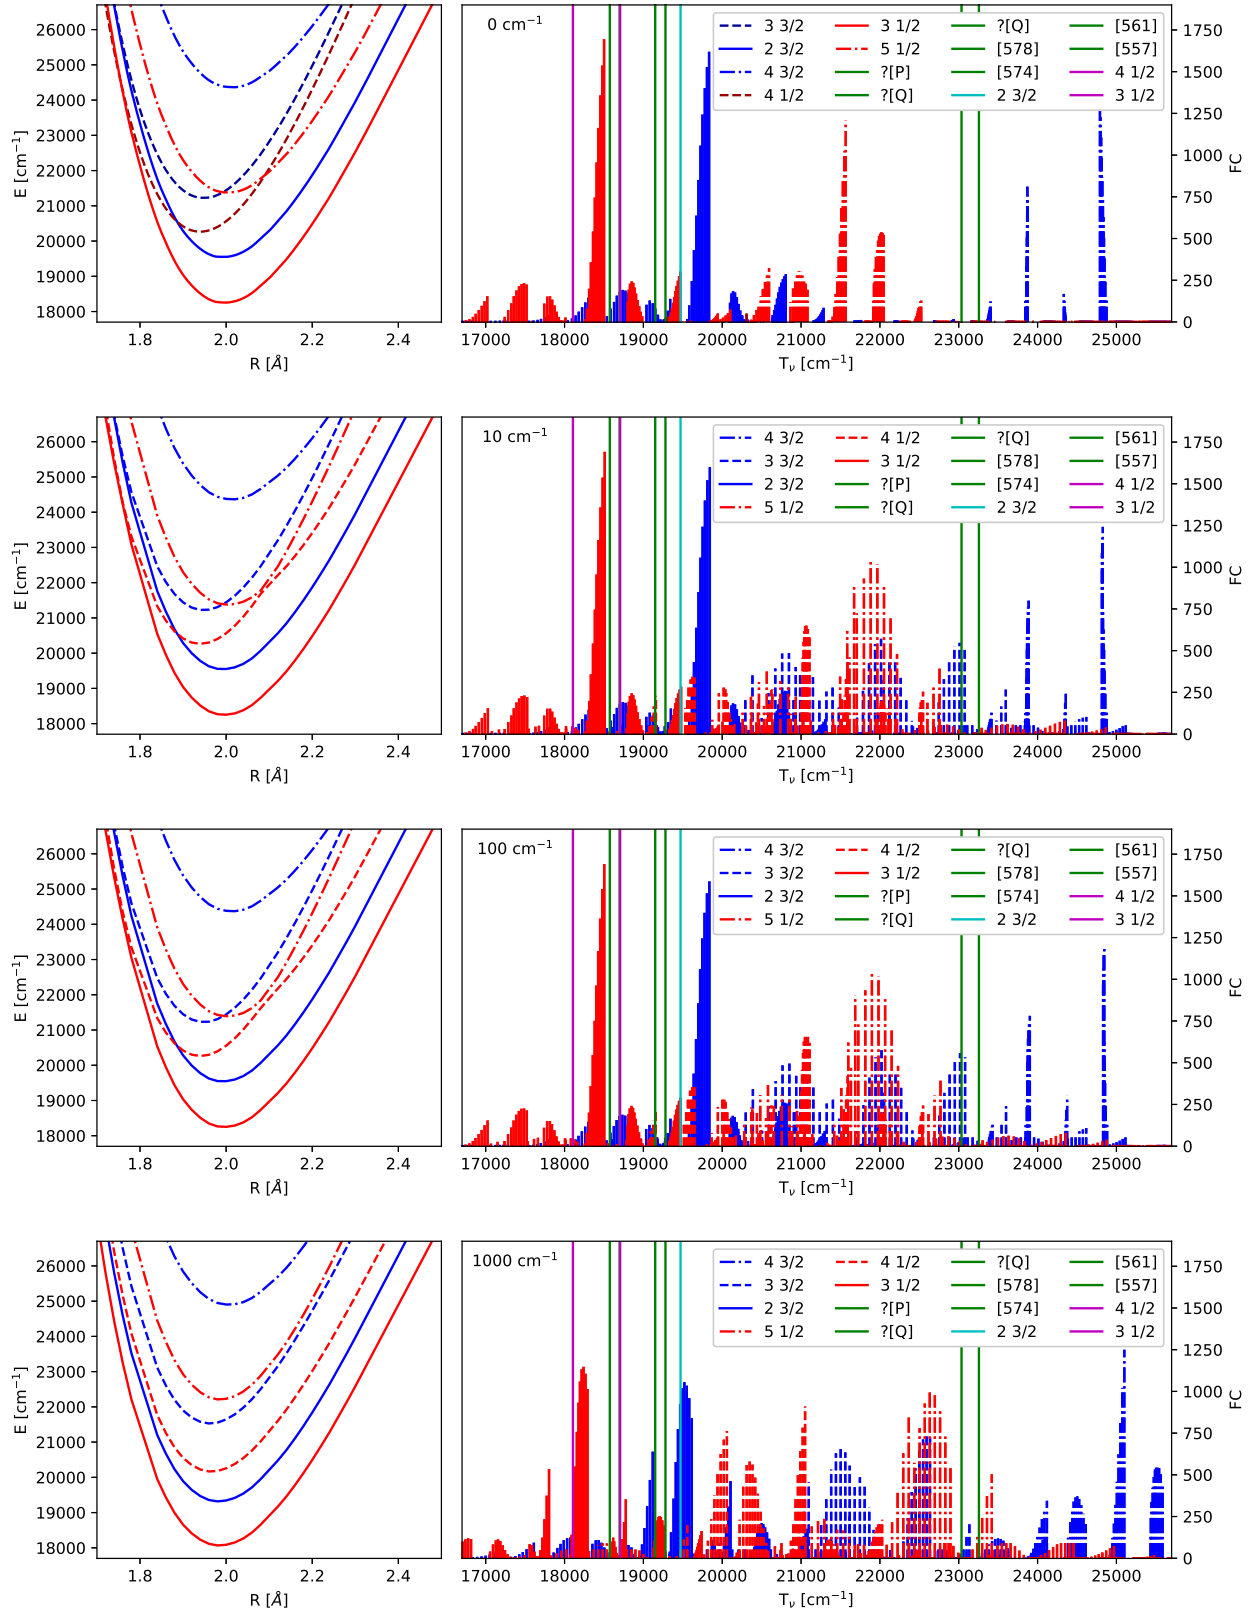 26000
25000
24000
23000
22000
21000
20000
19000
18000
E [cm⁻¹]
1.8 2.0 2.2 2.4
R [Å]
0 cm⁻¹
3 3/2 3 1/2 ?[Q] [561]
2 3/2 5 1/2 [578] [557]
4 3/2 ?[P] [574] 4 1/2
4 1/2 ?[Q] 2 3/2 3 1/2
17000 18000 19000 20000 21000 22000 23000 24000 25000
Tν [cm⁻¹]
1750
1500
1250
1000
750
500
250
0
FC
26000
25000
24000
23000
22000
21000
20000
19000
18000
E [cm⁻¹]
1.8 2.0 2.2 2.4
R [Å]
10 cm⁻¹
4 3/2 4 1/2 ?[Q] [561]
3 3/2 3 1/2 [578] [557]
2 3/2 ?[P] [574] 4 1/2
5 1/2 ?[Q] 2 3/2 3 1/2
17000 18000 19000 20000 21000 22000 23000 24000 25000
Tν [cm⁻¹]
1750
1500
1250
1000
750
500
250
0
FC
26000
25000
24000
23000
22000
21000
20000
19000
18000
E [cm⁻¹]
1.8 2.0 2.2 2.4
R [Å]
100 cm⁻¹
4 3/2 4 1/2 ?[Q] [561]
3 3/2 3 1/2 [578] [557]
2 3/2 ?[P] [574] 4 1/2
5 1/2 ?[Q] 2 3/2 3 1/2
17000 18000 19000 20000 21000 22000 23000 24000 25000
Tν [cm⁻¹]
1750
1500
1250
1000
750
500
250
0
FC
26000
25000
24000
23000
22000
21000
20000
19000
18000
E [cm⁻¹]
1.8 2.0 2.2 2.4
R [Å]
1000 cm⁻¹
4 3/2 4 1/2 ?[Q] [561]
3 3/2 3 1/2 [578] [557]
2 3/2 ?[P] [574] 4 1/2
5 1/2 ?[Q] 2 3/2 3 1/2
17000 18000 19000 20000 21000 22000 23000 24000 25000
Tν [cm⁻¹]
1750
1500
1250
1000
750
500
250
0
FC